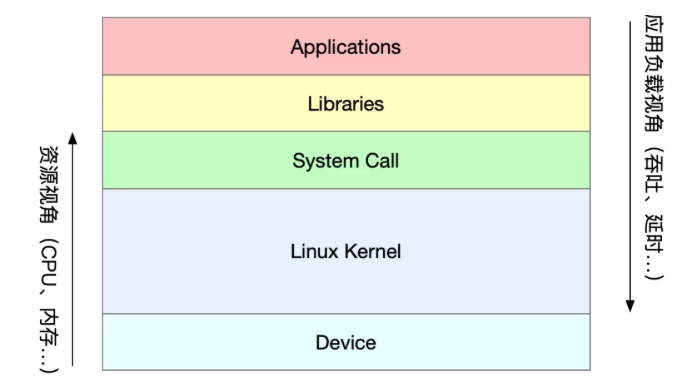 Applications
Libraries
System Call
Linux Kernel
Device
资源视角（CPU、内存...）
应用负载视角（吞吐、延时...）